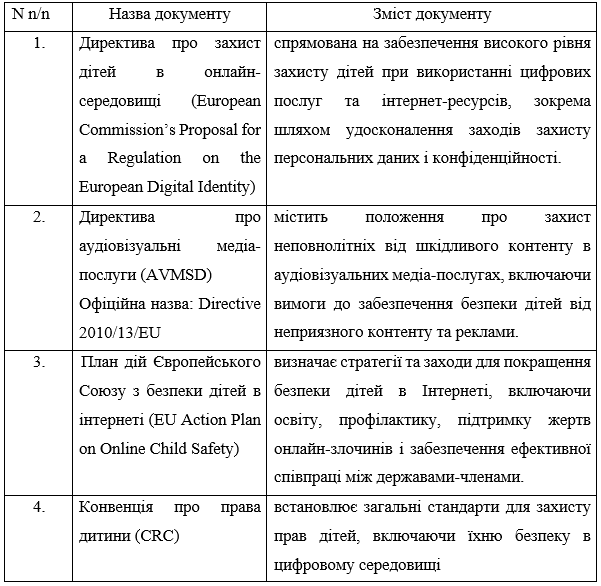 N n/n Назва документу Зміст документу
1. Директива про захист дітей в онлайн-
середовищі (European
Commission’s Proposal for
a Regulation on the
European Digital Identity)
спрямована на забезпечення високого рівня
захисту дітей при використанні цифрових
послуг та інтернет-ресурсів, зокрема
шляхом удосконалення заходів захисту
персональних даних і конфіденційності.
2. Директива про
аудіовізуальні медіа-
послуги (AVMSD)
Офіційна назва: Directive
2010/13/EU
містить положення про захист
неповнолітніх від шкідливого контенту в
аудіовізуальних медіа-послугах, включаючи
вимоги до забезпечення безпеки дітей від
неприязного контенту та реклами.
3. План дій Європейського
Союзу з безпеки дітей в
інтернеті (EU Action Plan
on Online Child Safety)
визначає стратегії та заходи для покращення
безпеки дітей в Інтернеті, включаючи
освіту, профілактику, підтримку жертв
онлайн-злочинів і забезпечення ефективної
співпраці між державами-членами.
4. Конвенція про права
дитини (CRC)
встановлює загальні стандарти для захисту
прав дітей, включаючи їхню безпеку в
цифровому середовищі